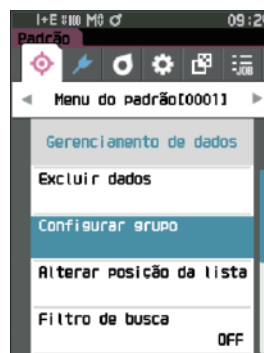 I+E M0 09:2
Padrão
JOB
Menu do padrão[0001]
Gerenciamento de dados
Excluir dados
Configurar grupo
Alterar posição da lista
Filtro de busca
OFF